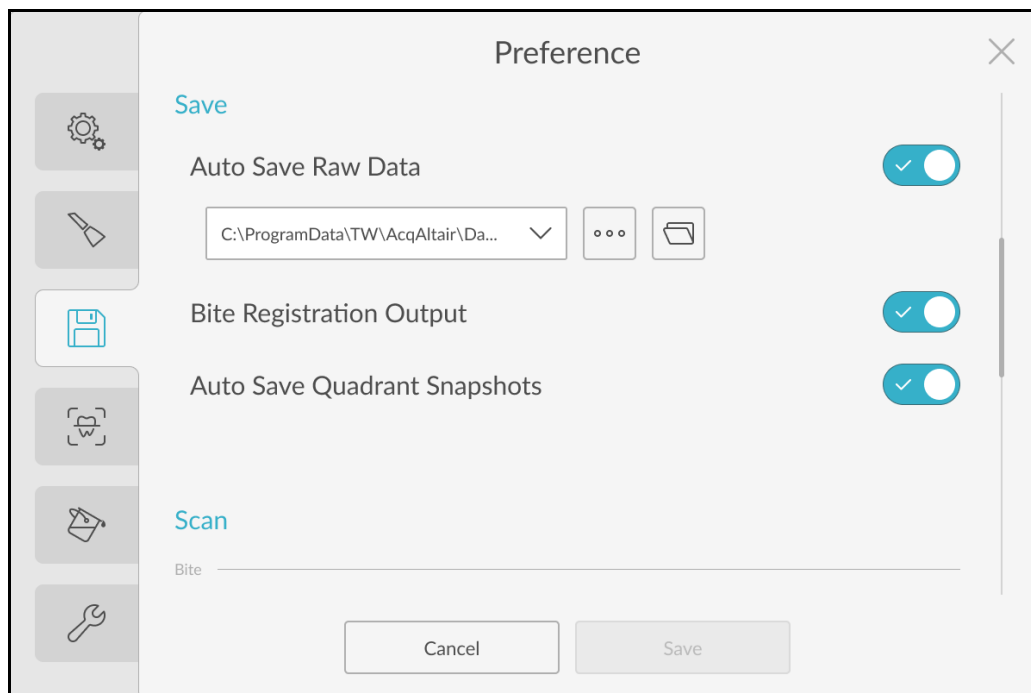 Preference
Save
Auto Save Raw Data
C:\ProgramData\TW\AcqAltair\Da...
Bite Registration Output
Auto Save Quadrant Snapshots
Scan
Bite
Cancel
Save